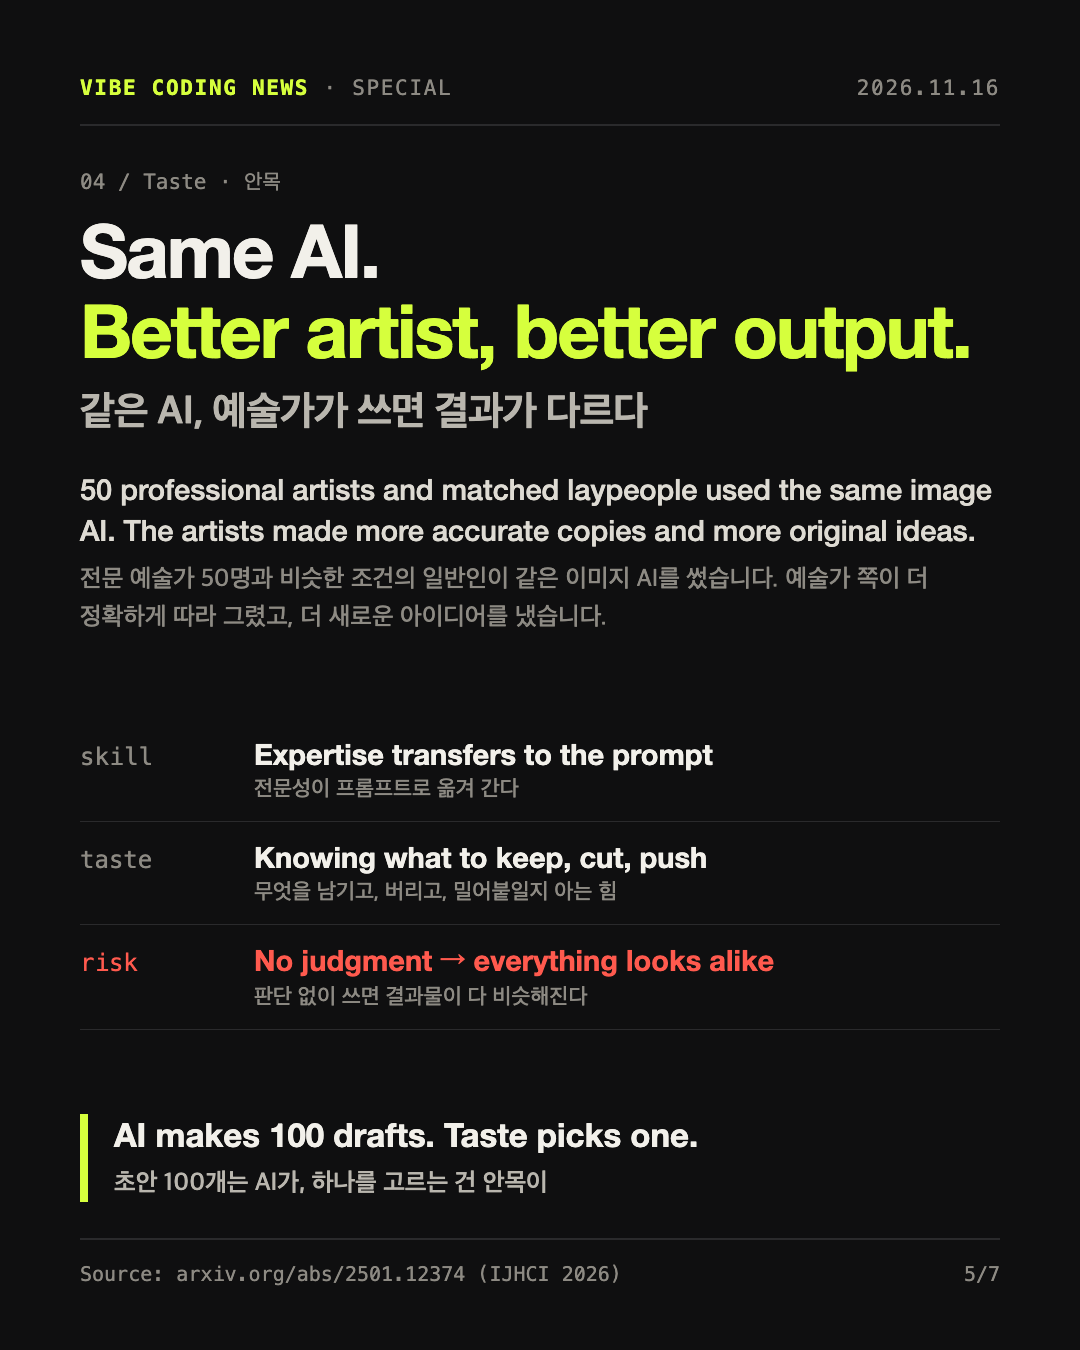 VIBE CODING NEWS · SPECIAL
2026.11.16
04 / Taste · 안목
Same AI.
Better artist, better output.
같은 AI, 예술가가 쓰면 결과가 다르다
50 professional artists and matched laypeople used the same image
AI. The artists made more accurate copies and more original ideas.
전문 예술가 50명과 비슷한 조건의 일반인이 같은 이미지 AI를 썼습니다. 예술가 쪽이 더
정확하게 따라 그렸고, 더 새로운 아이디어를 냈습니다.
skill
Expertise transfers to the prompt
전문성이 프롬프트로 옮겨 간다
taste
Knowing what to keep, cut, push
무엇을 남기고, 버리고, 밀어붙일지 아는 힘
risk
No judgment → everything looks alike
판단 없이 쓰면 결과물이 다 비슷해진다
AI makes 100 drafts. Taste picks one.
초안 100개는 AI가, 하나를 고르는 건 안목이
Source: arxiv.org/abs/2501.12374 (IJHCI 2026)
5/7